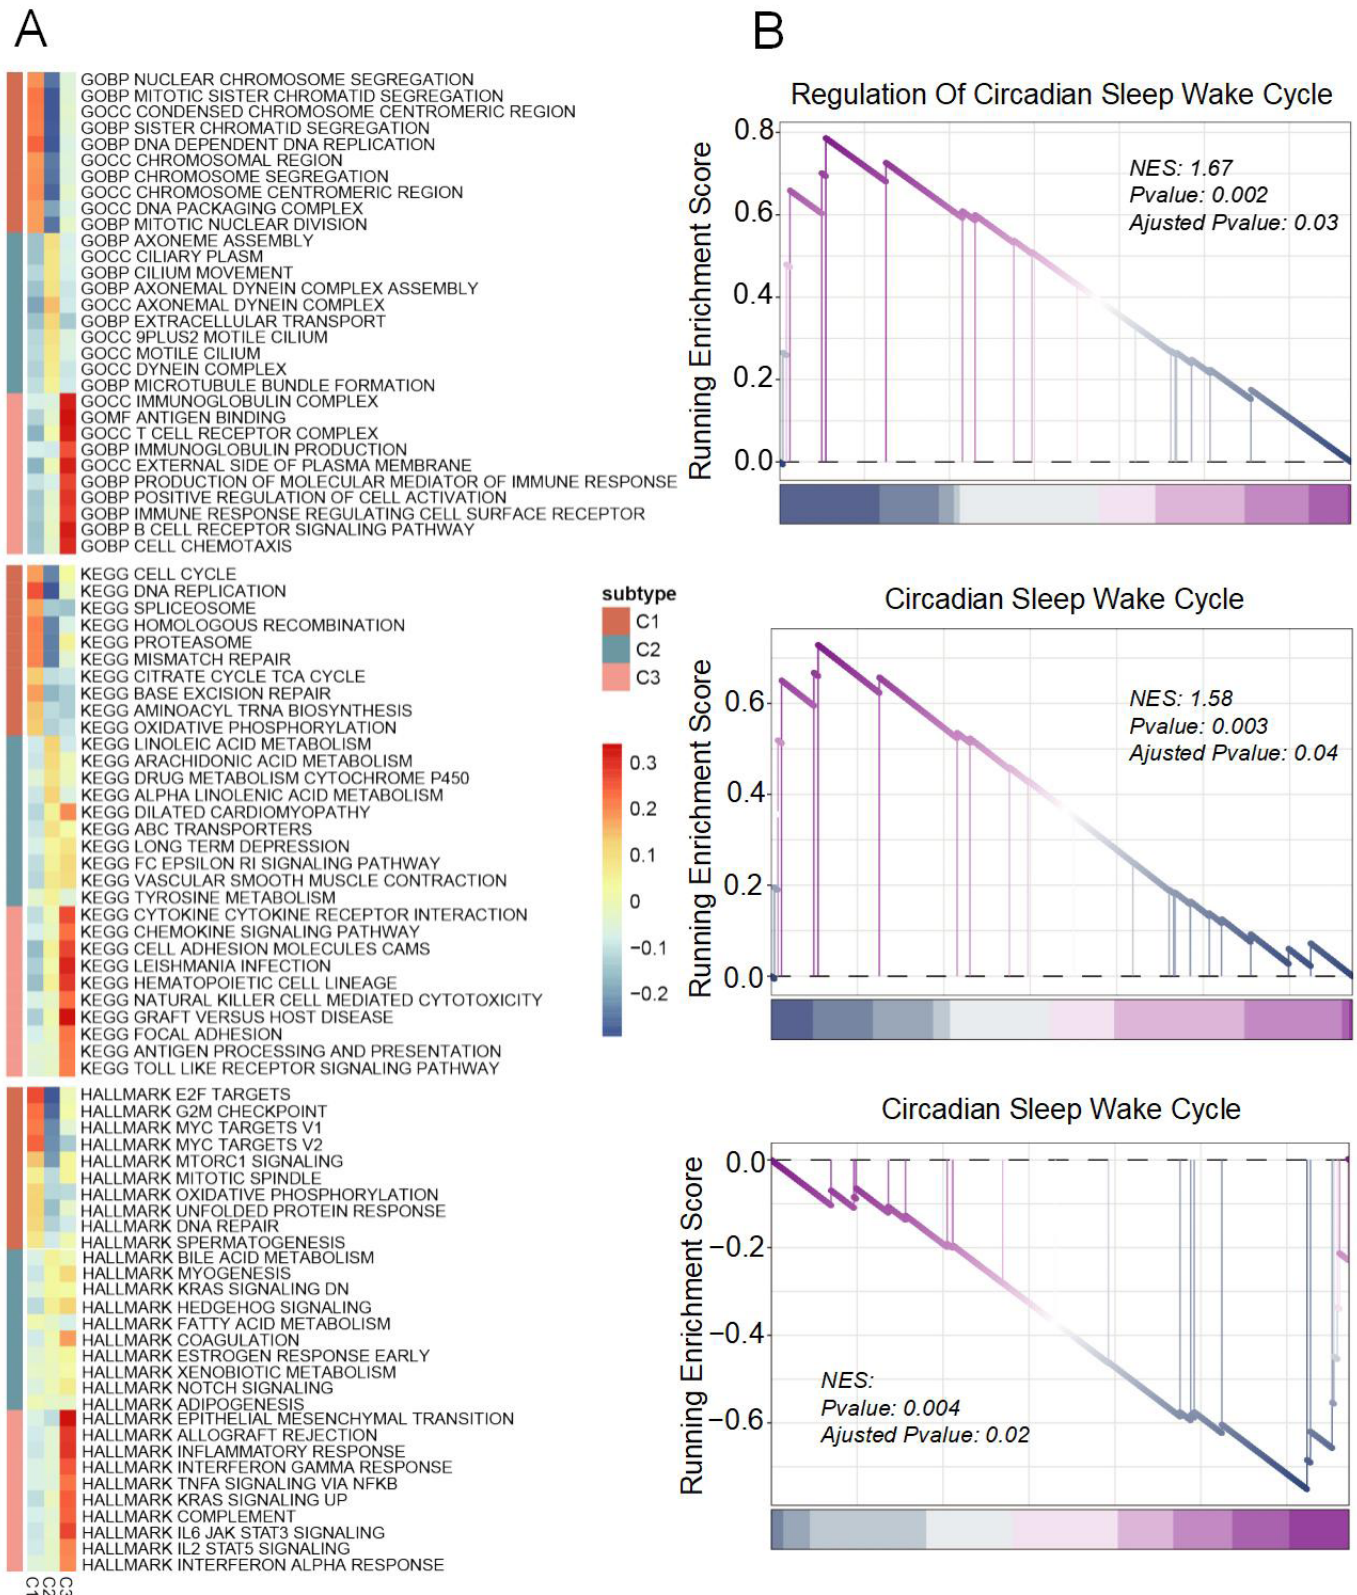 A
GOBP NUCLEAR CHROMOSOME SEGREGATION
GOBP MITOTIC SISTER CHROMATID SEGREGATION
GOCC CONDENSED CHROMOSOME CENTROMERIC REGION
GOBP SISTER CHROMATID SEGREGATION
GOBP DNA DEPENDENT DNA REPLICATION
GOCC CHROMOSOMAL REGION
GOBP CHROMOSOME SEGREGATION
GOCC CHROMOSOME CENTROMERIC REGION
GOCC DNA PACKAGING COMPLEX
GOBP MITOTIC NUCLEAR DIVISION
GOBP AXONEME ASSEMBLY
GOCC CILIARY PLASM
GOBP CILIUM MOVEMENT
GOBP AXONEMAL DYNEIN COMPLEX ASSEMBLY
GOCC AXONEMAL DYNEIN COMPLEX
GOBP EXTRACELLULAR TRANSPORT
GOCC 9PLUS2 MOTILE CILIUM
GOCC MOTILE CILIUM
GOCC DYNEIN COMPLEX
GOBP MICROTUBULE BUNDLE FORMATION
GOCC IMMUNOGLOBULIN COMPLEX
GOMF ANTIGEN BINDING
GOCC T CELL RECEPTOR COMPLEX
GOBP IMMUNOGLOBULIN PRODUCTION
GOCC EXTERNAL SIDE OF PLASMA MEMBRANE
GOBP PRODUCTION OF MOLECULAR MEDIATOR OF IMMUNE RESPONSE
GOBP POSITIVE REGULATION OF CELL ACTIVATION
GOBP IMMUNE RESPONSE REGULATING CELL SURFACE RECEPTOR
GOBP B CELL RECEPTOR SIGNALING PATHWAY
GOBP CELL CHEMOTAXIS
KEGG CELL CYCLE
KEGG DNA REPLICATION
KEGG SPLICEOSOME
KEGG HOMOLOGOUS RECOMBINATION
KEGG PROTEASOME
KEGG MISMATCH REPAIR
KEGG CITRATE CYCLE TCA CYCLE
KEGG BASE EXCISION REPAIR
KEGG AMINOACYL TRNA BIOSYNTHESIS
KEGG OXIDATIVE PHOSPHORYLATION
KEGG LINOLEIC ACID METABOLISM
KEGG ARACHIDONIC ACID METABOLISM
KEGG DRUG METABOLISM CYTOCHROME P450
KEGG ALPHA LINOLENIC ACID METABOLISM
KEGG DILATED CARDIOMYOPATHY
KEGG ABC TRANSPORTERS
KEGG LONG TERM DEPRESSION
KEGG FC EPSILON RI SIGNALING PATHWAY
KEGG VASCULAR SMOOTH MUSCLE CONTRACTION
KEGG TYROSINE METABOLISM
KEGG CYTOKINE CYTOKINE RECEPTOR INTERACTION
KEGG CHEMOKINE SIGNALING PATHWAY
KEGG CELL ADHESION MOLECULES CAMS
KEGG LEISHMANIA INFECTION
KEGG HEMATOPOIETIC CELL LINEAGE
KEGG NATURAL KILLER CELL MEDIATED CYTOTOXICITY
KEGG GRAFT VERSUS HOST DISEASE
KEGG FOCAL ADHESION
KEGG ANTIGEN PROCESSING AND PRESENTATION
KEGG TOLL LIKE RECEPTOR SIGNALING PATHWAY
HALLMARK E2F TARGETS
HALLMARK G2M CHECKPOINT
HALLMARK MYC TARGETS V1
HALLMARK MYC TARGETS V2
HALLMARK MTORC1 SIGNALING
HALLMARK MITOTIC SPINDLE
HALLMARK OXIDATIVE PHOSPHORYLATION
HALLMARK UNFOLDED PROTEIN RESPONSE
HALLMARK DNA REPAIR
HALLMARK SPERMATOGENESIS
HALLMARK BILE ACID METABOLISM
HALLMARK MYOGENESIS
HALLMARK KRAS SIGNALING DN
HALLMARK HEDGEHOG SIGNALING
HALLMARK FATTY ACID METABOLISM
HALLMARK COAGULATION
HALLMARK ESTROGEN RESPONSE EARLY
HALLMARK XENOBIOTIC METABOLISM
HALLMARK NOTCH SIGNALING
HALLMARK ADIPOGENESIS
HALLMARK EPITHELIAL MESENCHYMAL TRANSITION
HALLMARK ALLOGRAFT REJECTION
HALLMARK INFLAMMATORY RESPONSE
HALLMARK INTERFERON GAMMA RESPONSE
HALLMARK TNFA SIGNALING VIA NFKB
HALLMARK KRAS SIGNALING UP
HALLMARK COMPLEMENT
HALLMARK IL6 JAK STAT3 SIGNALING
HALLMARK IL2 STAT5 SIGNALING
HALLMARK INTERFERON ALPHA RESPONSE
C1
C2
C3
subtype
C1
C2
C3
0.3
0.2
0.1
0
−0.1
−0.2
B
Regulation Of Circadian Sleep Wake Cycle
Running Enrichment Score
0.8
0.6
0.4
0.2
0.0
NES: 1.67
Pvalue: 0.002
Ajusted Pvalue: 0.03
Circadian Sleep Wake Cycle
Running Enrichment Score
0.6
0.4
0.2
0.0
NES: 1.58
Pvalue: 0.003
Ajusted Pvalue: 0.04
Circadian Sleep Wake Cycle
Running Enrichment Score
0.0
−0.2
−0.4
−0.6
NES:
Pvalue: 0.004
Ajusted Pvalue: 0.02